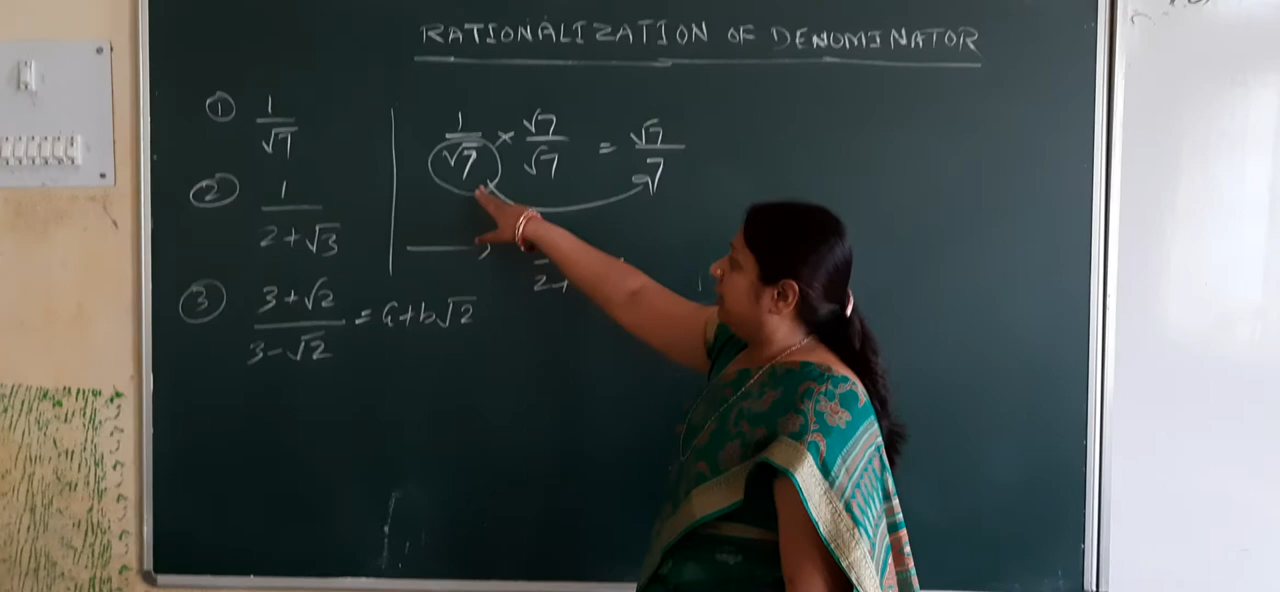 RATIONALIZATION OF DENOMINATOR
① 1/√7
② 1/(2+√3)
③ (3+√2)/(3-√2) = a+b√2
1/√7 × √7/√7 = √7/7
2+